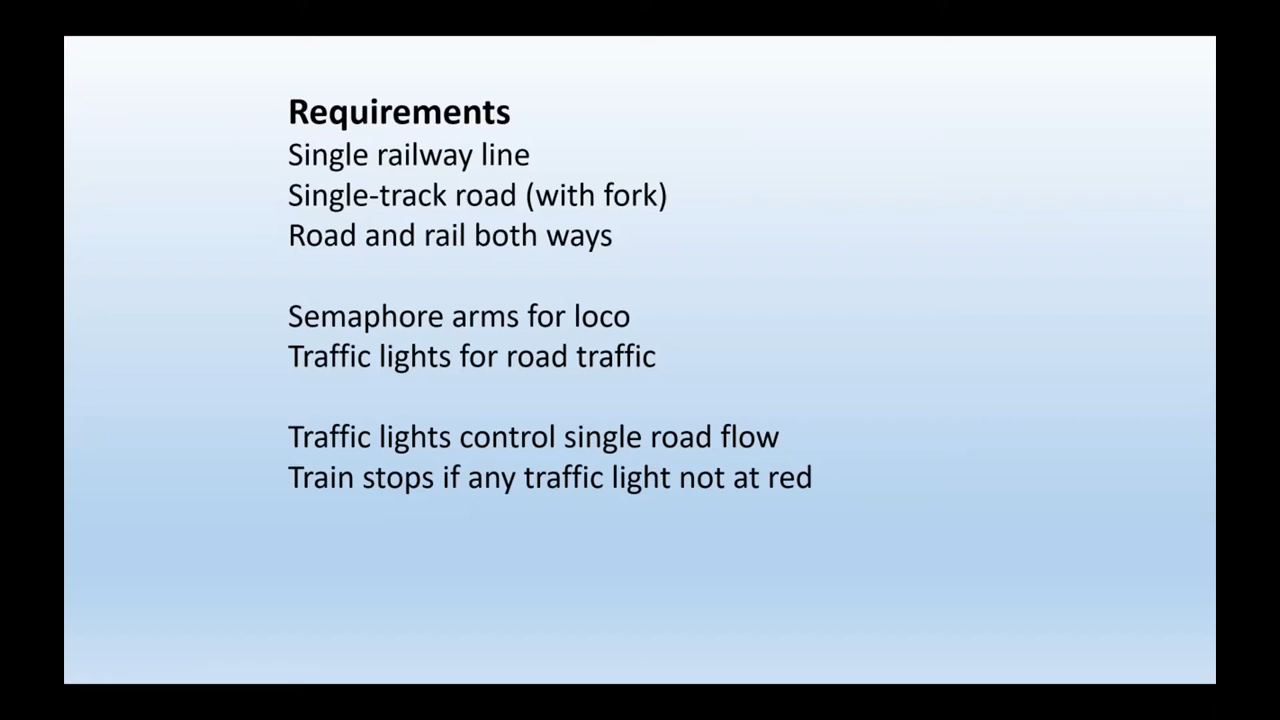 Requirements
Single railway line
Single-track road (with fork)
Road and rail both ways
Semaphore arms for loco
Traffic lights for road traffic
Traffic lights control single road flow
Train stops if any traffic light not at red